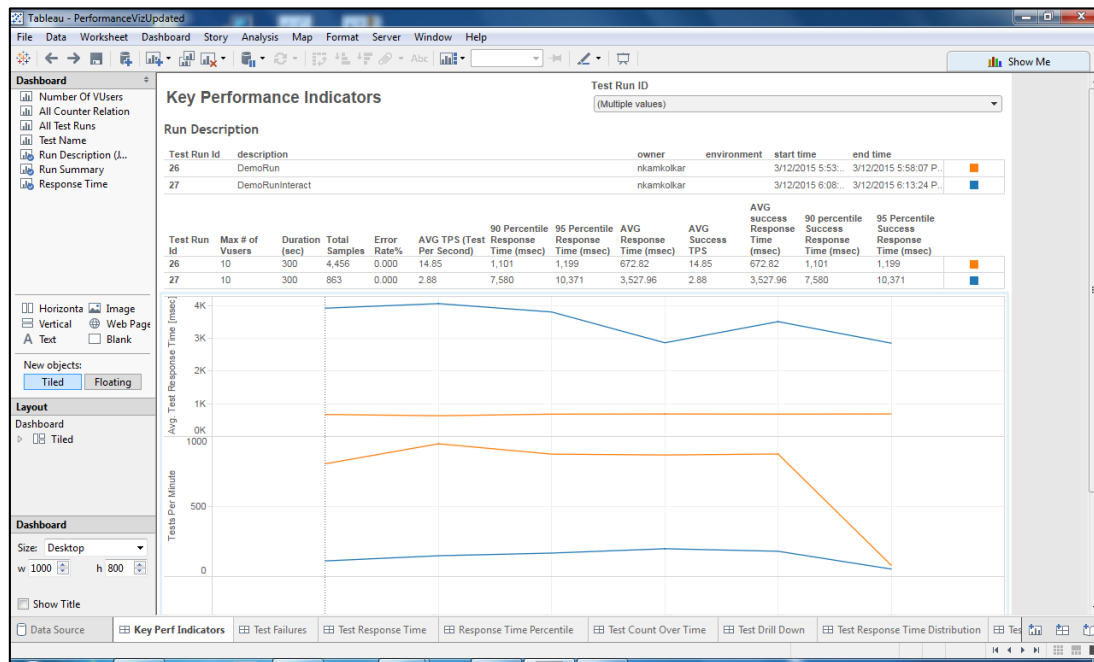 Tableau - PerformanceVizUpdated
File Data Worksheet Dashboard Story Analysis Map Format Server Window Help
Abc
Show Me
Dashboard
Number Of VUsers
All Counter Relation
All Test Runs
Test Name
Run Description (J...
Run Summary
Response Time
Horizonta Image
Vertical Web Page
A Text Blank
New objects:
Tiled Floating
Layout
Dashboard
Tiled
Dashboard
Size: Desktop
w 1000 h 800
Show Title
Key Performance Indicators
Test Run ID
(Multiple values)
Run Description
Test Run Id description owner environment start time end time
26 DemoRun nkamkolkar 3/12/2015 5:53:.. 3/12/2015 5:58:07 P..
27 DemoRunInteract nkamkolkar 3/12/2015 6:08:.. 3/12/2015 6:13:24 P..
Test Run Id Max # of Vusers Duration (sec) Total Samples Error Rate% AVG TPS (Test Per Second) 90 Percentile Response Time (msec) 95 Percentile Response Time (msec) AVG Response Time (msec) AVG Success TPS AVG success Response Time (msec) 90 percentile Success Response Time (msec) 95 Percentile Success Response Time (msec)
26 10 300 4,456 0.000 14.85 1,101 1,199 672.82 14.85 672.82 1,101 1,199
27 10 300 863 0.000 2.88 7,580 10,371 3,527.96 2.88 3,527.96 7,580 10,371
Avg. Test Response Time [msec]
4K
3K
2K
1K
0K
Tests Per Minute
1000
500
0
Data Source Key Perf Indicators Test Failures Test Response Time Response Time Percentile Test Count Over Time Test Drill Down Test Response Time Distribution Tes